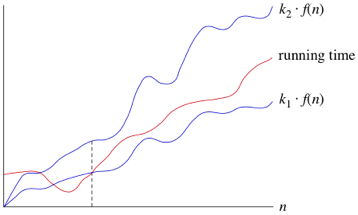 k₂ · f(n)
running time
k₁ · f(n)
n